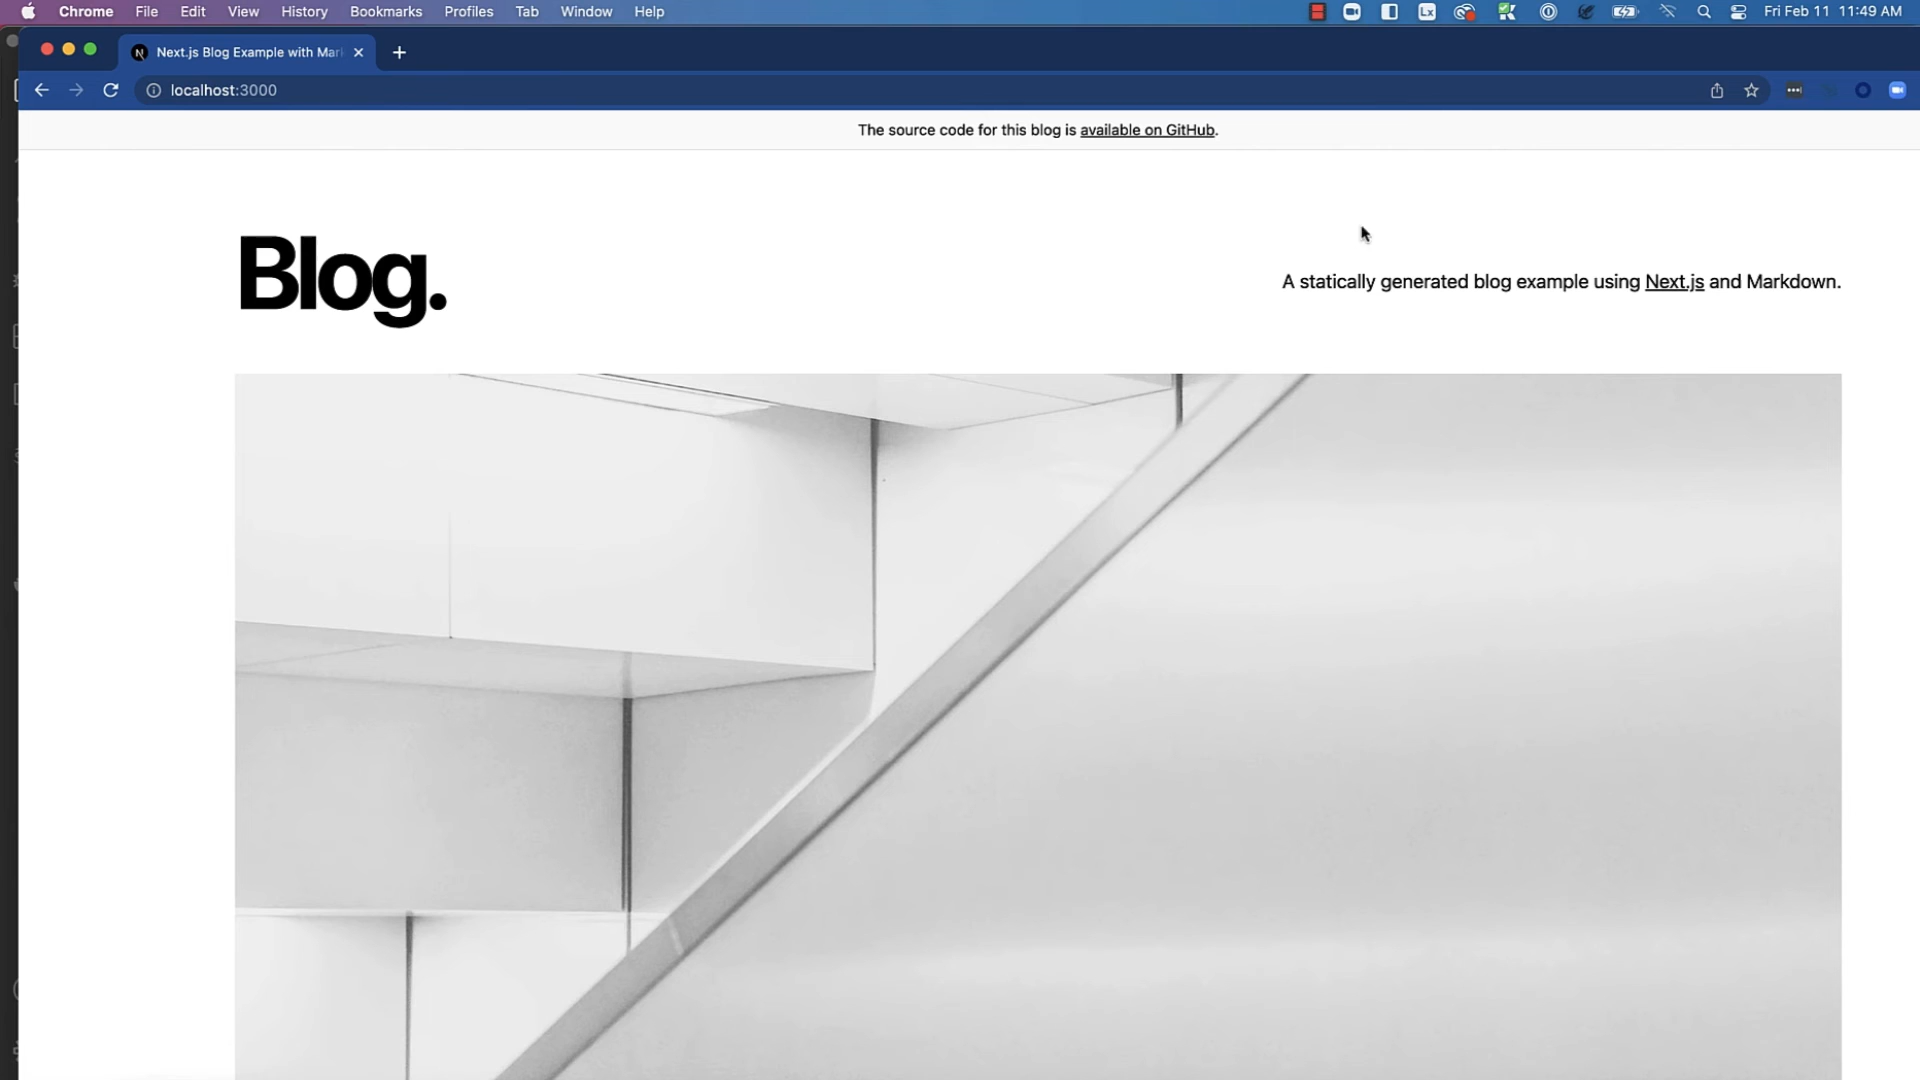 Chrome File Edit View History Bookmarks Profiles Tab Window Help Lx Fri Feb 11 11:49 AM
N Next.js Blog Example with Mar
localhost:3000
The source code for this blog is available on GitHub.
Blog.
A statically generated blog example using Next.js and Markdown.